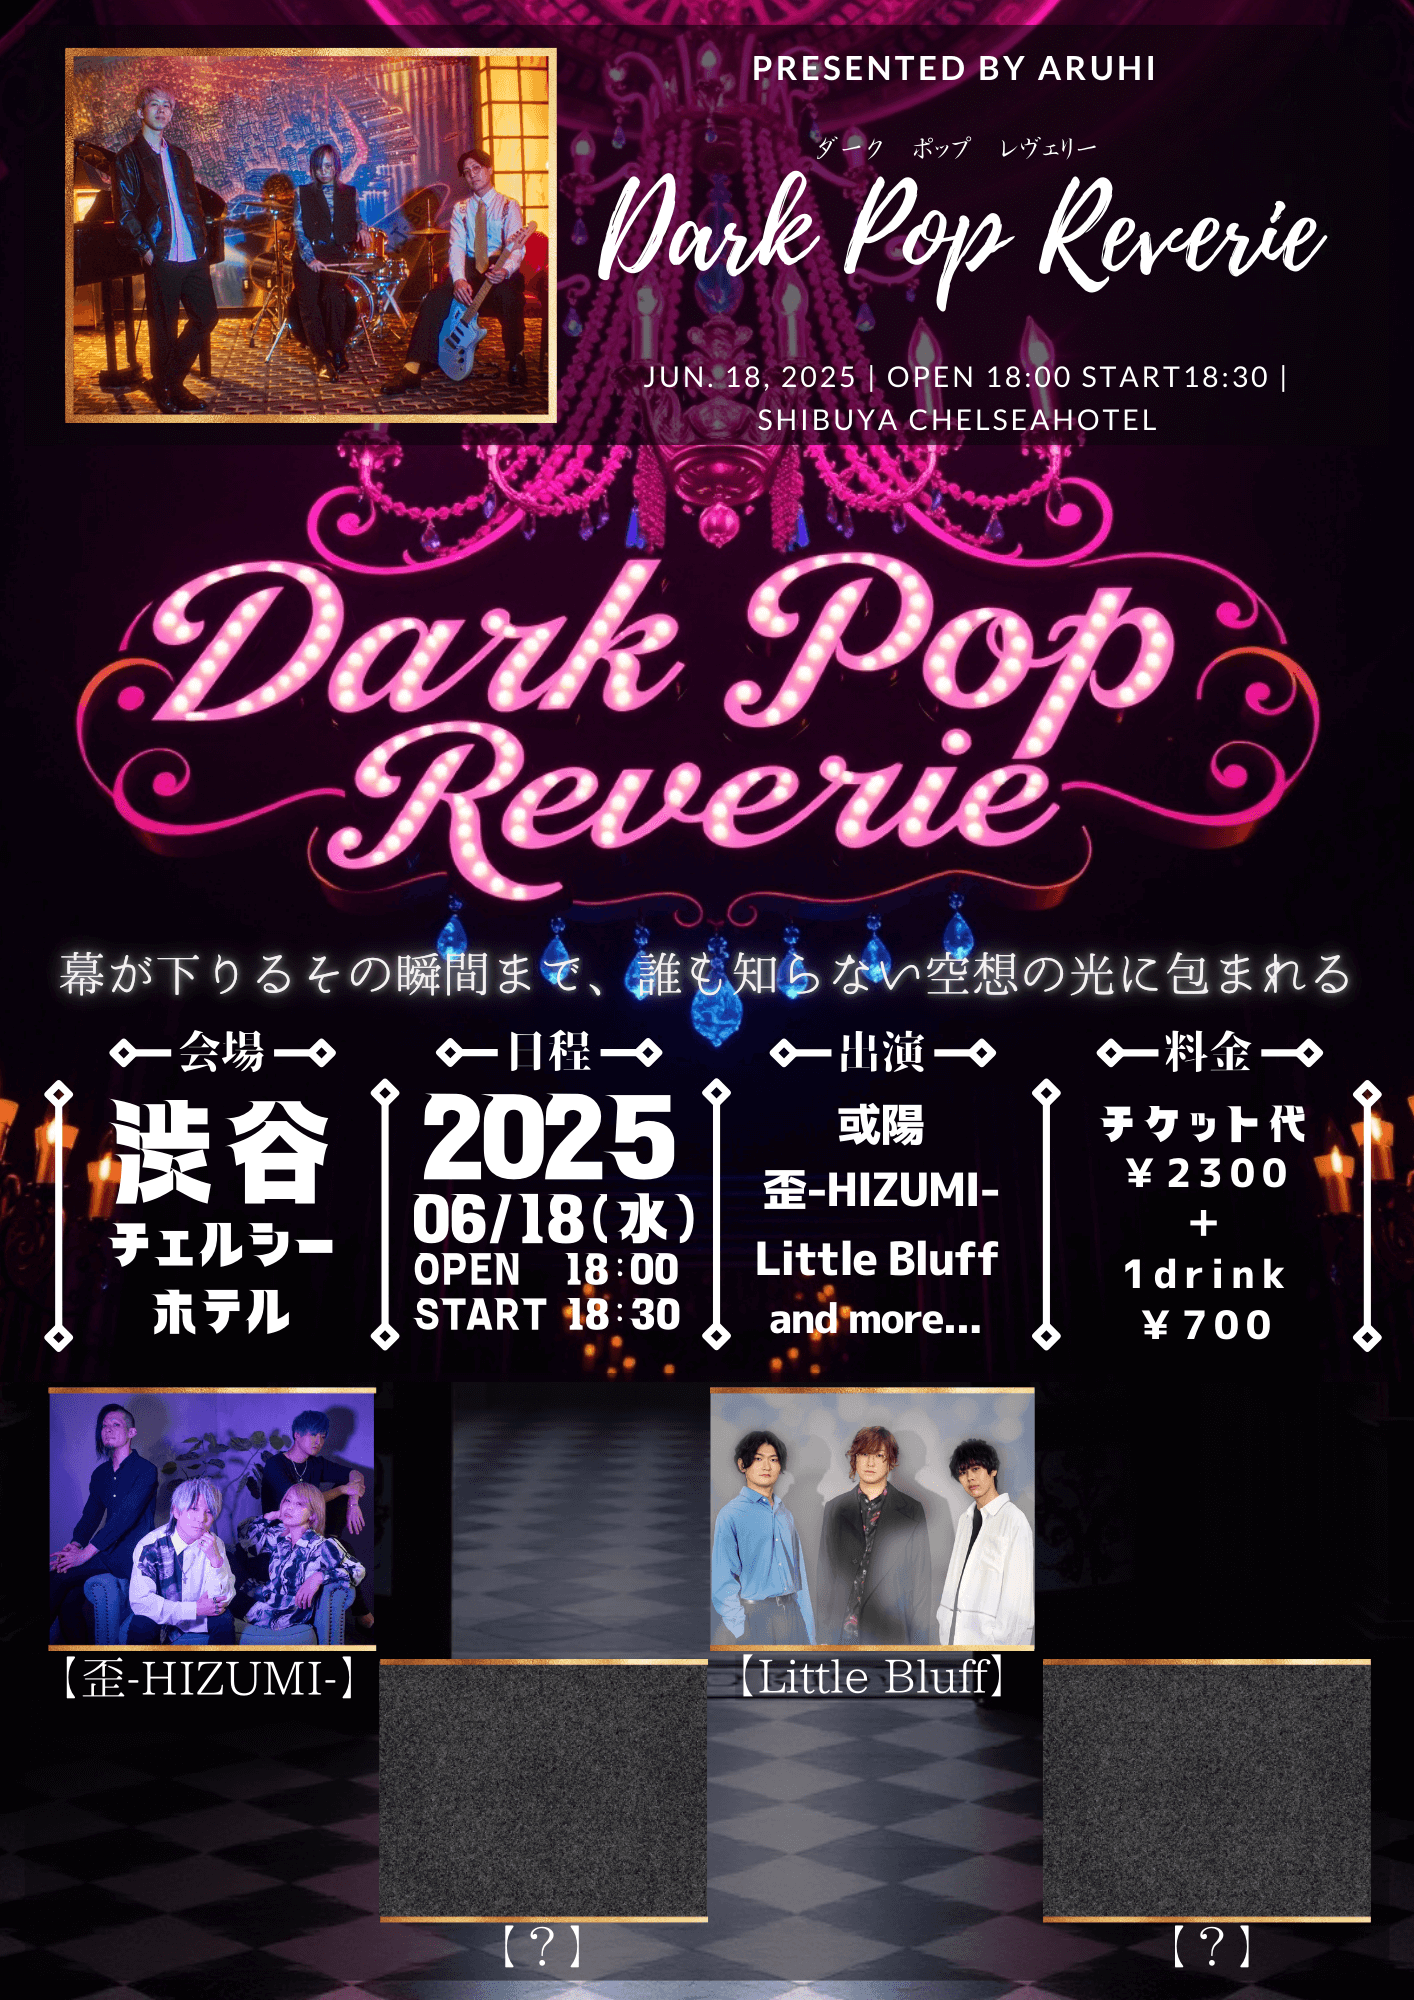 PRESENTED BY ARUHI
ダーク ポップ レヴェリー
Dark Pop Reverie
JUN. 18, 2025 | OPEN 18:00 START18:30 |
SHIBUYA CHELSEAHOTEL
Dark Pop
Reverie
幕が下りるその瞬間まで、誰も知らない空想の光に包まれる
会場
渋谷
チェルシー
ホテル
日程
2025
06/18(水)
OPEN 18:00
START 18:30
出演
或陽
歪-HIZUMI-
Little Bluff
and more...
料金
チケット代
￥2300
+
1drink
￥700
【歪-HIZUMI-】
【Little Bluff】
【？】
【？】